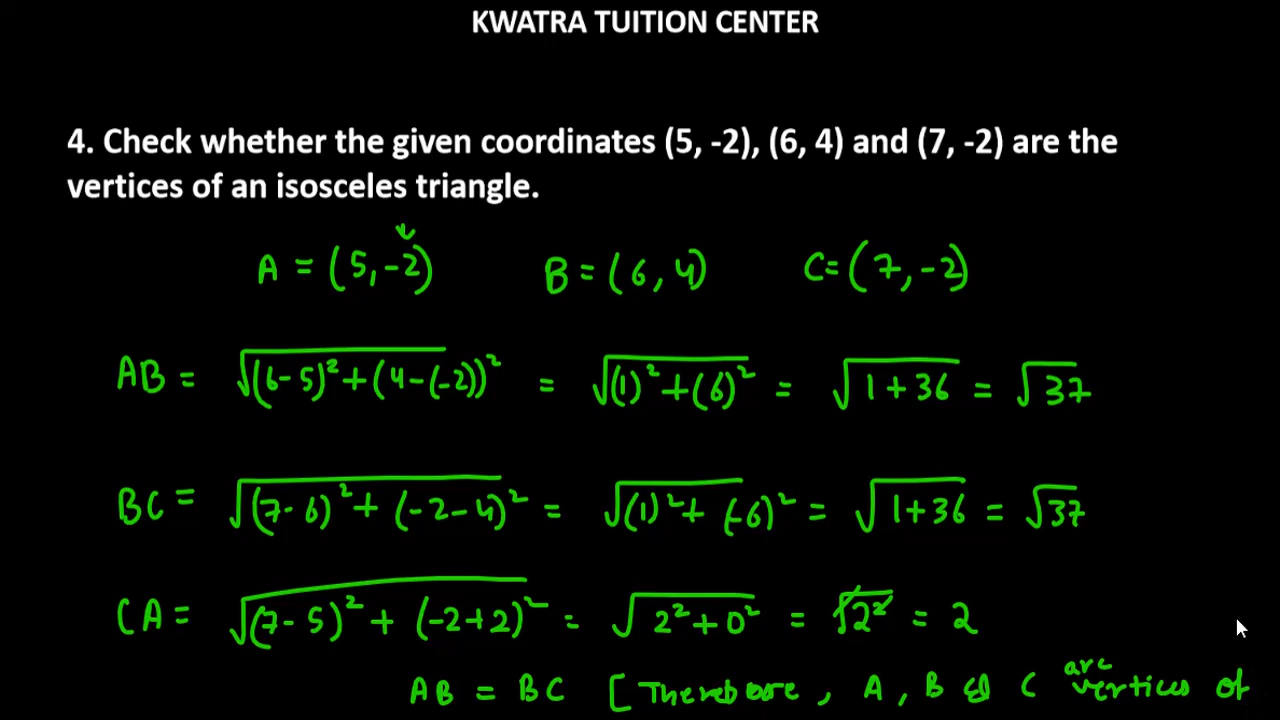 KWATRA TUITION CENTER
4. Check whether the given coordinates (5, -2), (6, 4) and (7, -2) are the
vertices of an isosceles triangle.
A = (5, -2) B = (6, 4) C = (7, -2)
AB = √(6-5)² + (4-(-2))² = √(1)² + (6)² = √1+36 = √37
BC = √(7-6)² + (-2-4)² = √(1)² + (-6)² = √1+36 = √37
CA = √(7-5)² + (-2+2)² = √2² + 0² = √2² = 2
AB = BC [Therefore, A, B & C are vertices of